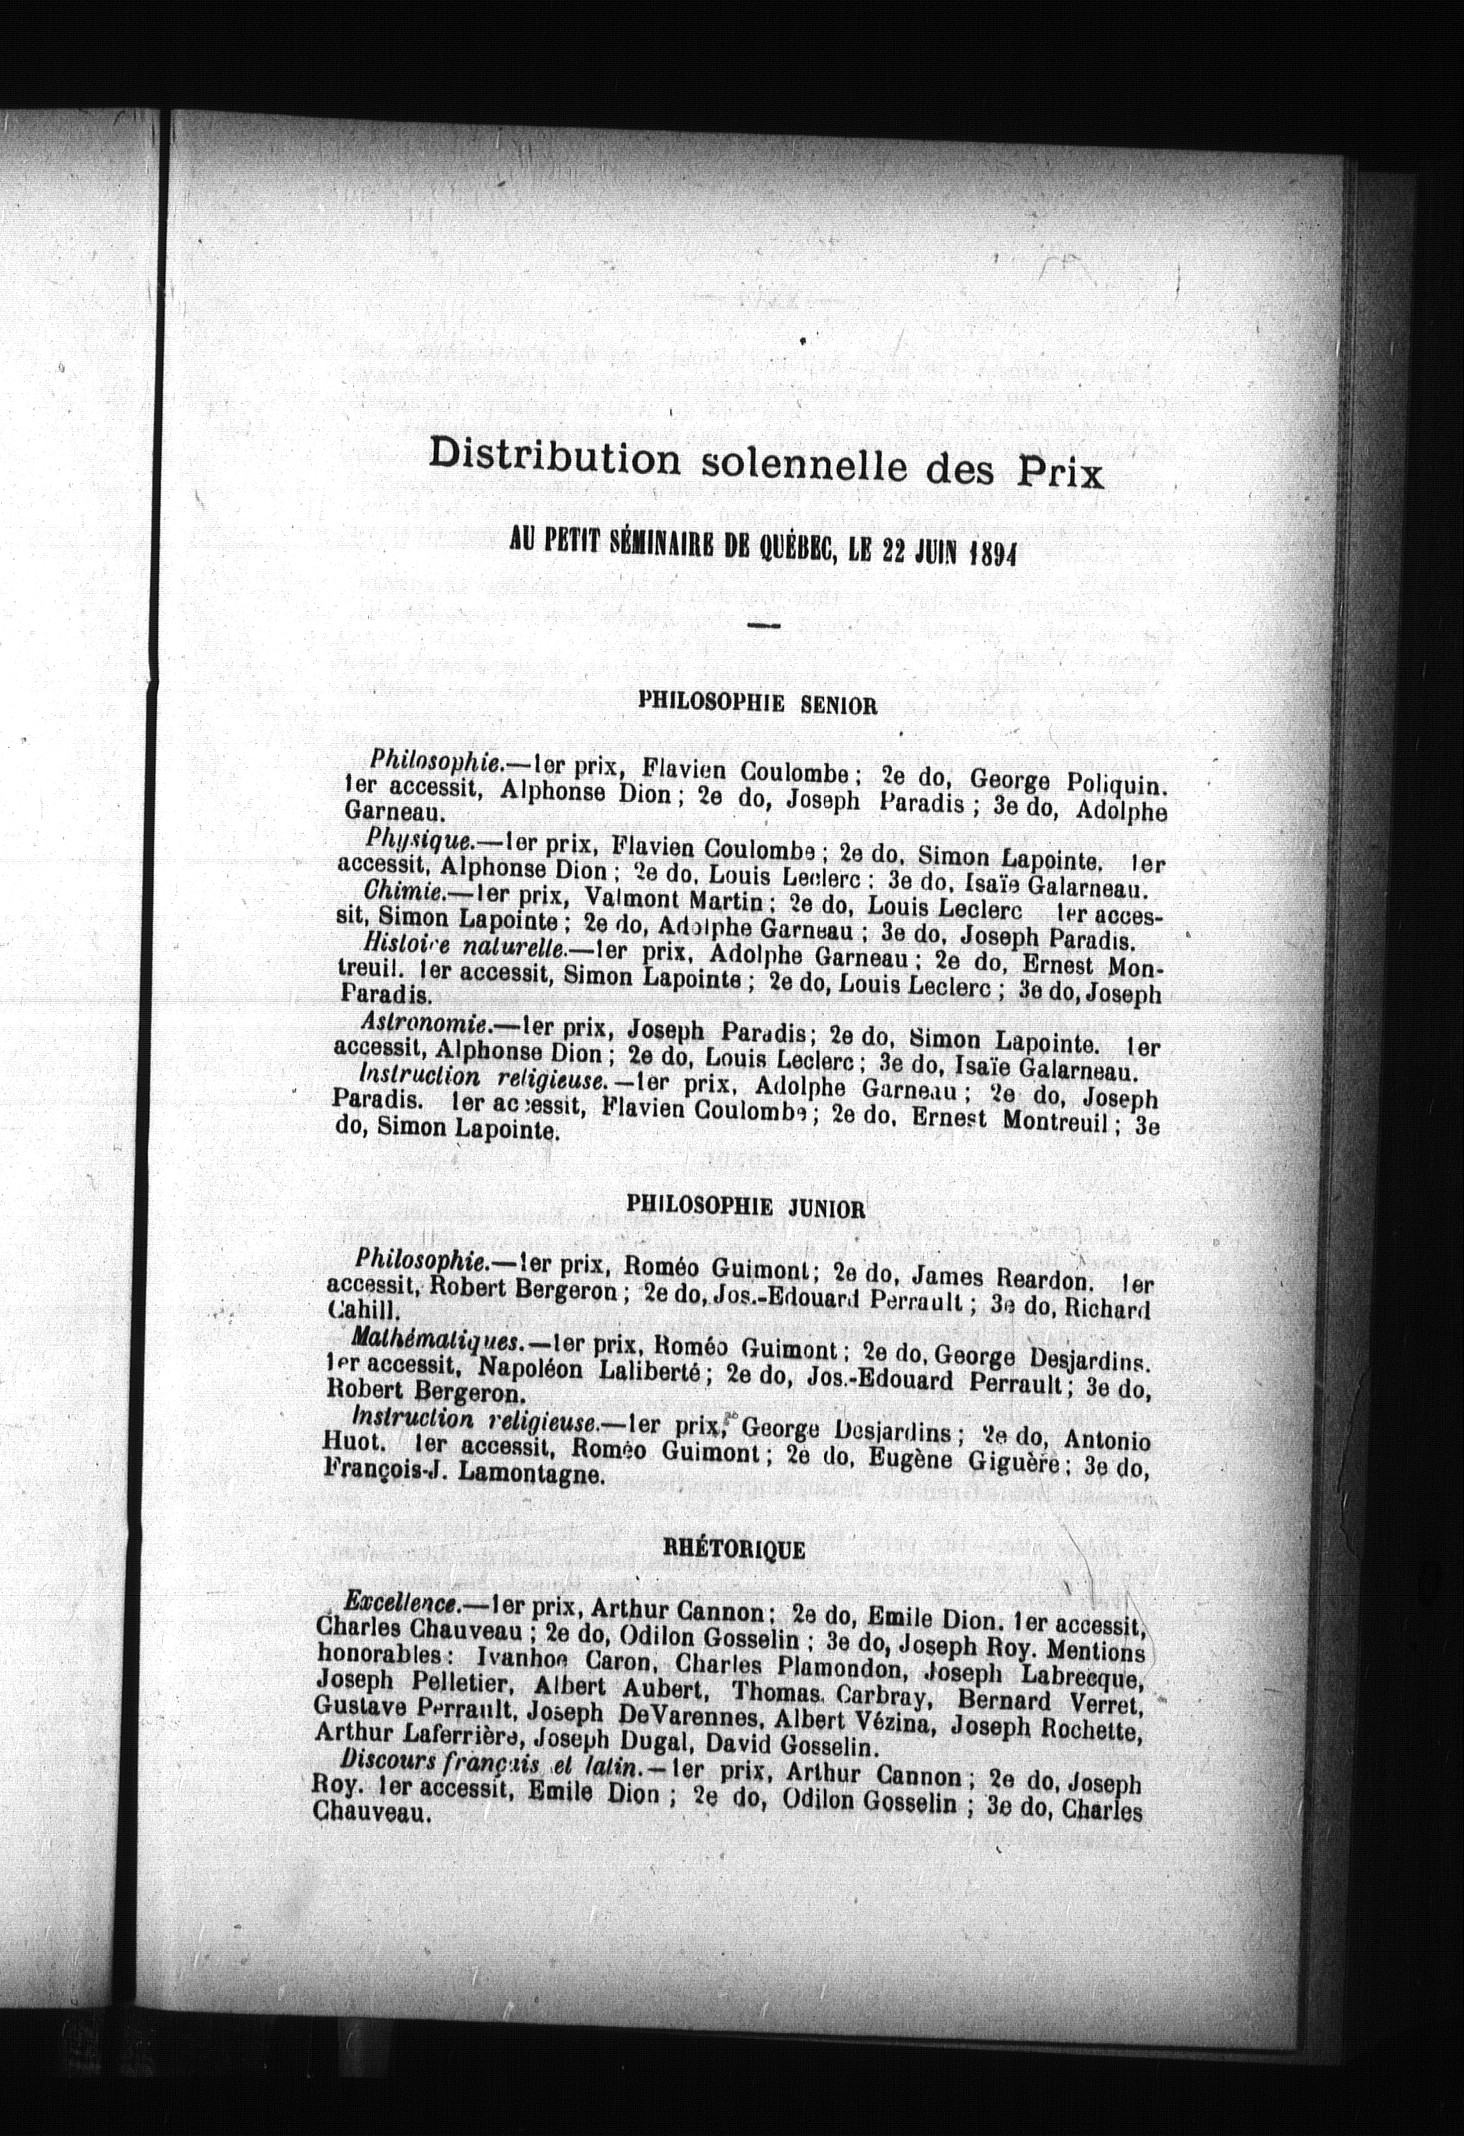 Distribution solennelle des Prix
AU PETIT SÉMINAIRE DE QUÉBEC, LE 22 JUIN 1894
PHILOSOPHIE SENIOR
Philosophie.—1er prix, Flavien Coulombe; 2e do, George Poliquin.
1er accessit, Alphonse Dion; 2e do, Joseph Paradis; 3e do, Adolphe
Garneau.
Physique.—1er prix, Flavien Coulombe; 2e do, Simon Lapointe. 1er
accessit, Alphonse Dion; 2e do, Louis Leclerc; 3e do, Isaïe Galarneau.
Chimie.—1er prix, Valmont Martin; 2e do, Louis Leclerc 1er acces-
sit, Simon Lapointe; 2e do, Adolphe Garneau; 3e do, Joseph Paradis.
Histoire naturelle.—1er prix, Adolphe Garneau; 2e do, Ernest Mon-
treuil. 1er accessit, Simon Lapointe; 2e do, Louis Leclerc; 3e do, Joseph
Paradis.
Astronomie.—1er prix, Joseph Paradis; 2e do, Simon Lapointe. 1er
accessit, Alphonse Dion; 2e do, Louis Leclerc; 3e do, Isaïe Galarneau.
Instruction religieuse.—1er prix, Adolphe Garneau; 2e do, Joseph
Paradis. 1er accessit, Flavien Coulombe; 2e do, Ernest Montreuil; 3e
do, Simon Lapointe.
PHILOSOPHIE JUNIOR
Philosophie.—1er prix, Roméo Guimont; 2e do, James Reardon. 1er
accessit, Robert Bergeron; 2e do, Jos.-Edouard Perrault; 3e do, Richard
Cahill.
Mathématiques.—1er prix, Roméo Guimont; 2e do, George Desjardins.
1er accessit, Napoléon Laliberté; 2e do, Jos.-Edouard Perrault; 3e do,
Robert Bergeron.
Instruction religieuse.—1er prix, George Desjardins; 2e do, Antonio
Huot. 1er accessit, Roméo Guimont; 2e do, Eugène Giguère; 3e do,
François-J. Lamontagne.
RHÉTORIQUE
Excellence.—1er prix, Arthur Cannon; 2e do, Emile Dion. 1er accessit,
Charles Chauveau; 2e do, Odilon Gosselin; 3e do, Joseph Roy. Mentions
honorables: Ivanhoe Caron, Charles Plamondon, Joseph Labrecque,
Joseph Pelletier, Albert Aubert, Thomas Carbray, Bernard Verret,
Gustave Perrault, Joseph DeVarennes, Albert Vézina, Joseph Rochette,
Arthur Laferrière, Joseph Dugal, David Gosselin.
Discours français et latin.—1er prix, Arthur Cannon; 2e do, Joseph
Roy. 1er accessit, Emile Dion; 2e do, Odilon Gosselin; 3e do, Charles
Chauveau.